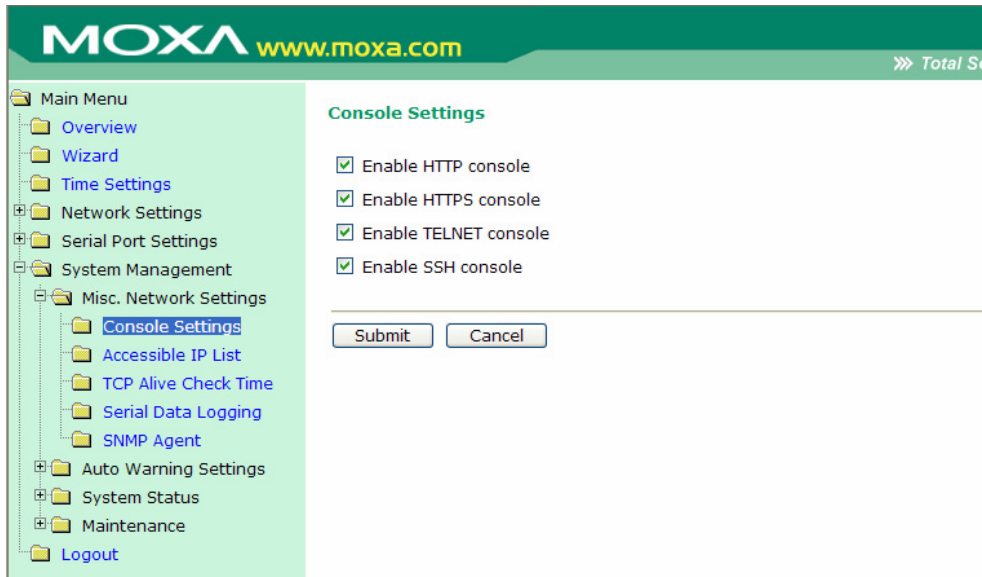 MOXA www.moxa.com
Total Se
Main Menu
Overview
Wizard
Time Settings
Network Settings
Serial Port Settings
System Management
Misc. Network Settings
Console Settings
Accessible IP List
TCP Alive Check Time
Serial Data Logging
SNMP Agent
Auto Warning Settings
System Status
Maintenance
Logout
Console Settings
Enable HTTP console
Enable HTTPS console
Enable TELNET console
Enable SSH console
Submit Cancel